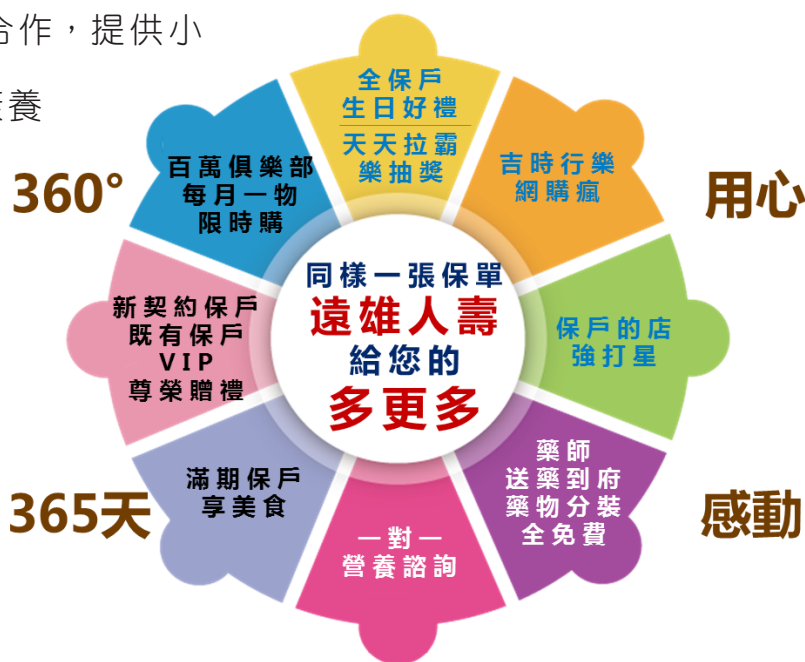 合作，提供小
養
全保戶
生日好禮
天天拉霸
樂抽獎
吉時行樂
網購瘋
保戶的店
強打星
藥師
送藥到府
藥物分裝
全免費
一對一
營養諮詢
滿期保戶
享美食
新契約保戶
既有保戶
VIP
尊榮贈禮
百萬俱樂部
每月一物
限時購
同樣一張保單
遠雄人壽
給您的
多更多
360°
用心
365天
感動